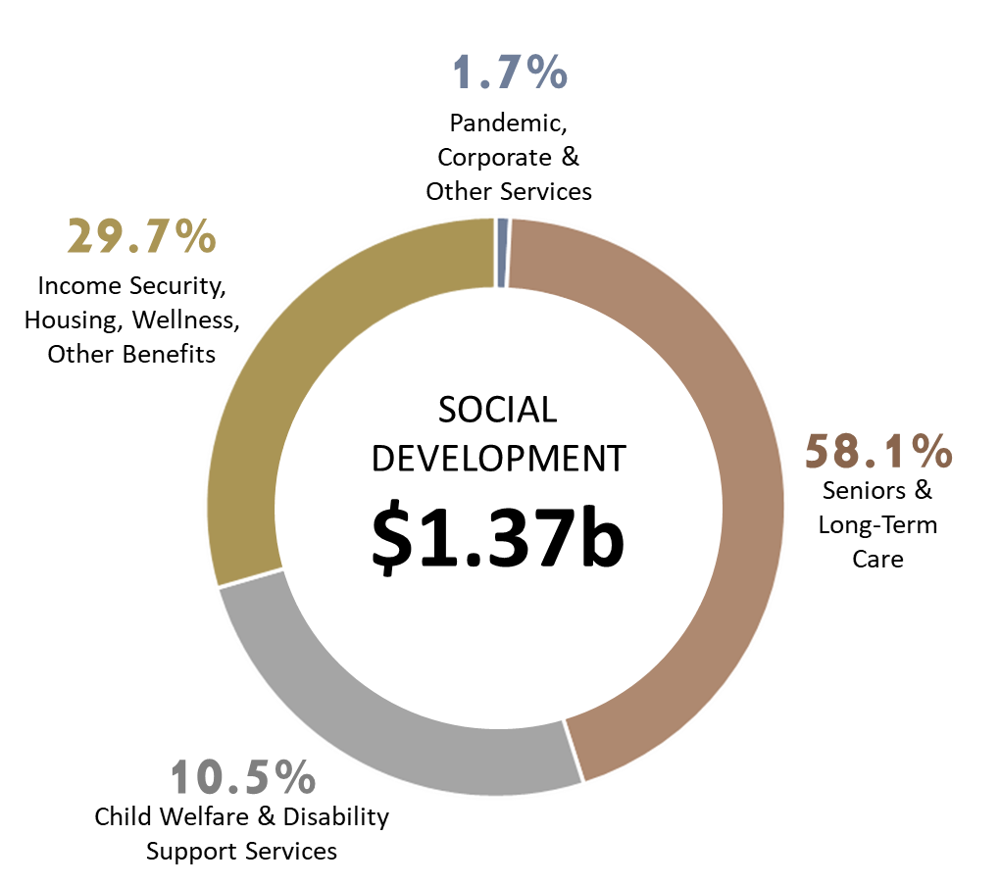 1.7%
Pandemic,
Corporate &
Other Services
29.7%
Income Security,
Housing, Wellness,
Other Benefits
SOCIAL
DEVELOPMENT
$1.37b
58.1%
Seniors &
Long-Term
Care
10.5%
Child Welfare & Disability
Support Services